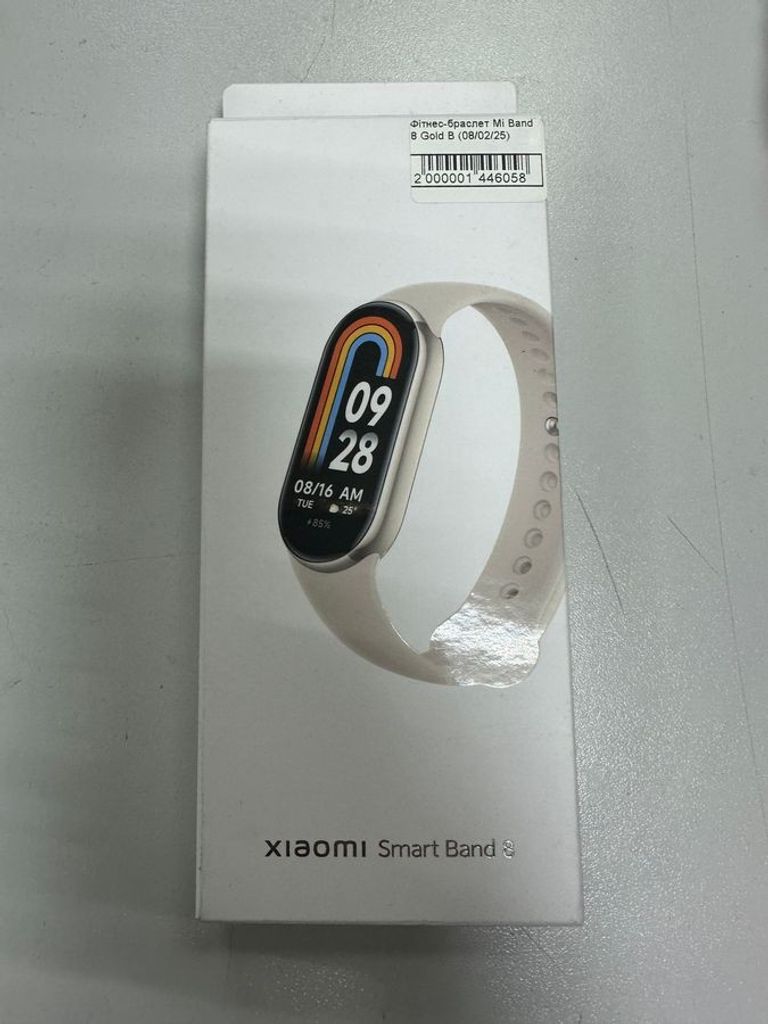 Фітнес-браслет Mi Band
8 Gold B (08/02/25)
2 000001 446058
09
28
08/16 AM
TUE 25°
85%
xiaomi Smart Band 8